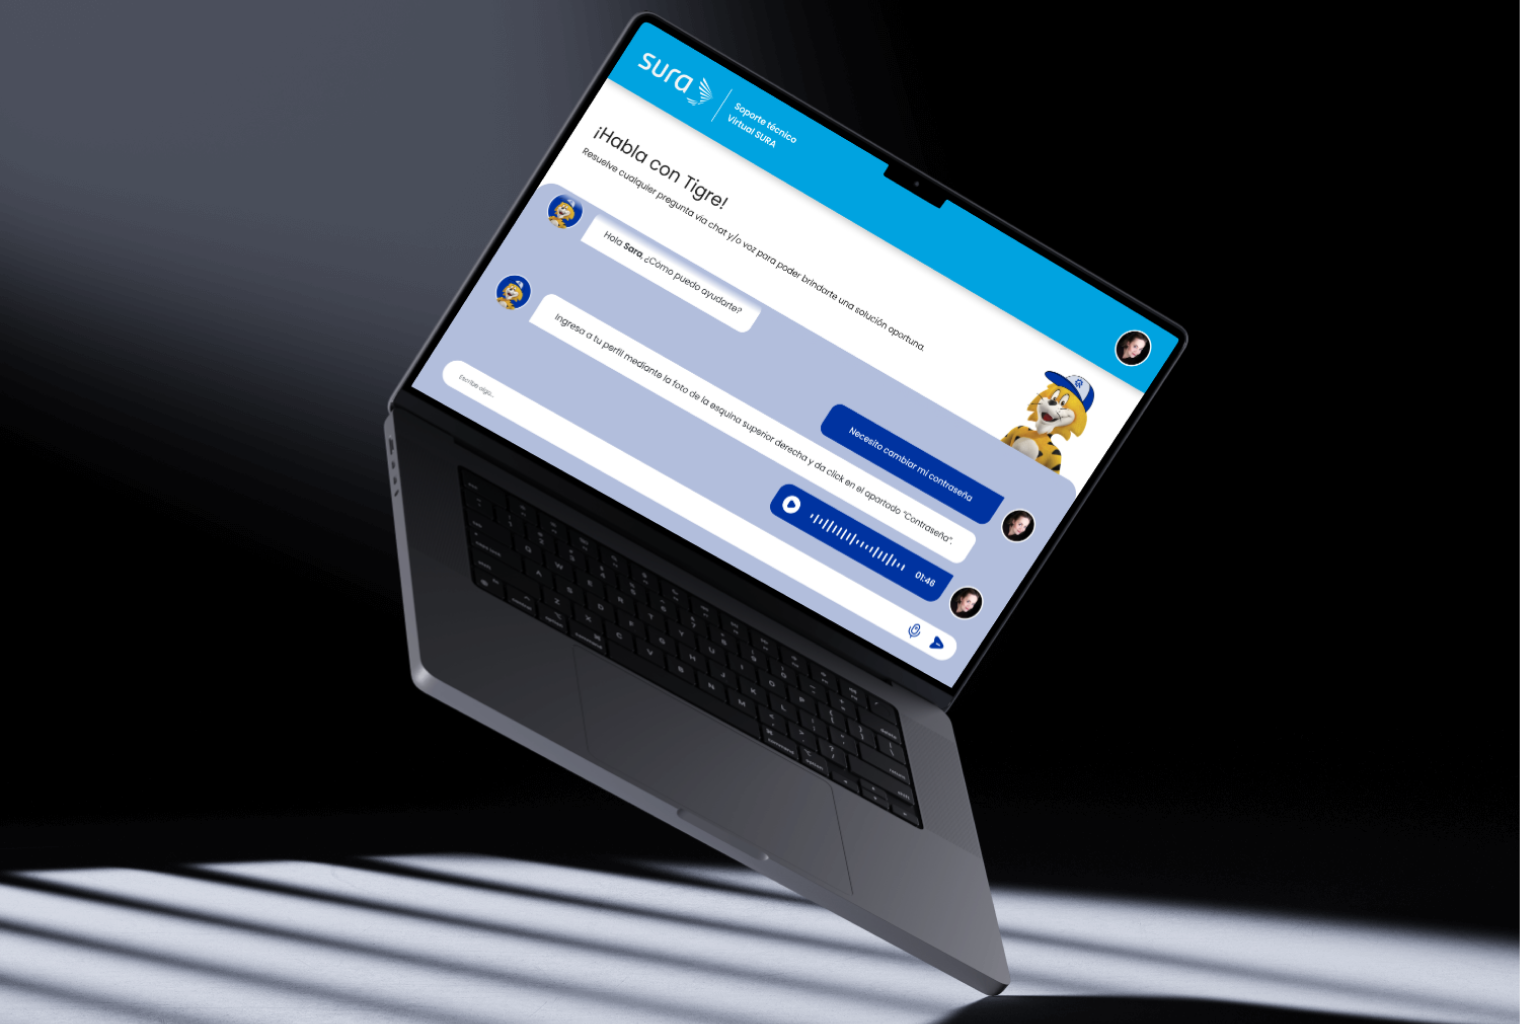 sura
Soporte técnico
Virtual SURA
¡Habla con Tigre!
Resuelve cualquier pregunta vía chat y/o voz para poder brindarte una solución oportuna.
Hola Sara, ¿Cómo puedo ayudarte?
Necesito cambiar mi contraseña
Ingresa a tu perfil mediante la foto de la esquina superior derecha y da click en el apartado "Contraseña".
01:46
Escribe algo...